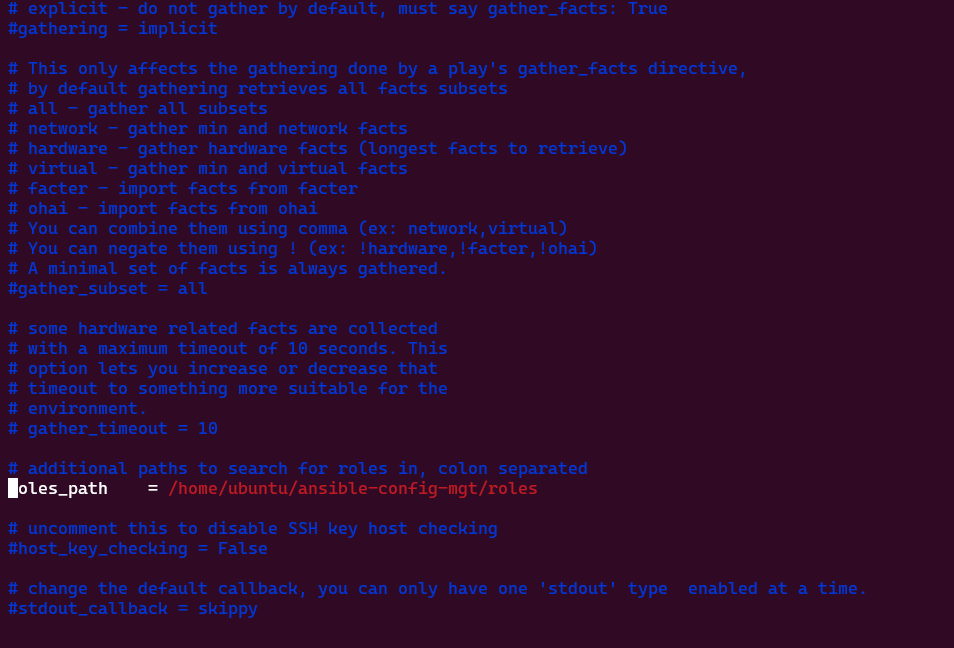 # explicit - do not gather by default, must say gather_facts: True
#gathering = implicit

# This only affects the gathering done by a play's gather_facts directive,
# by default gathering retrieves all facts subsets
# all - gather all subsets
# network - gather min and network facts
# hardware - gather hardware facts (longest facts to retrieve)
# virtual - gather min and virtual facts
# facter - import facts from facter
# ohai - import facts from ohai
# You can combine them using comma (ex: network,virtual)
# You can negate them using ! (ex: !hardware,!facter,!ohai)
# A minimal set of facts is always gathered.
#gather_subset = all

# some hardware related facts are collected
# with a maximum timeout of 10 seconds. This
# option lets you increase or decrease that
# timeout to something more suitable for the
# environment.
# gather_timeout = 10

# additional paths to search for roles in, colon separated
oles_path    = /home/ubuntu/ansible-config-mgt/roles

# uncomment this to disable SSH key host checking
#host_key_checking = False

# change the default callback, you can only have one 'stdout' type  enabled at a time.
#stdout_callback = skippy